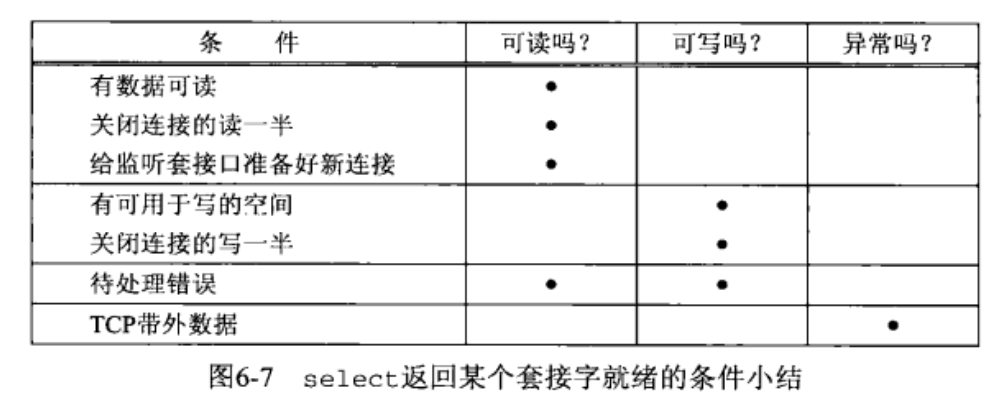 条 件 可读吗? 可写吗? 异常吗?
有数据可读 •
关闭连接的读一半 •
给监听套接口准备好新连接 •
有可用于写的空间 •
关闭连接的写一半 •
待处理错误 • •
TCP带外数据 •
图6-7 select返回某个套接字就绪的条件小结